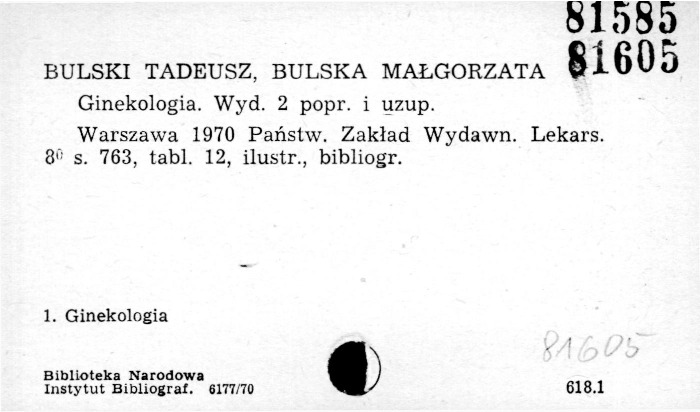 81585
81605
BULSKI TADEUSZ, BULSKA MAŁGORZATA
Ginekologia. Wyd. 2 popr. i uzup.
Warszawa 1970 Państw. Zakład Wydawn. Lekars.
8⁰ s. 763, tabl. 12, ilustr., bibliogr.
1. Ginekologia
81605
Biblioteka Narodowa
Instytut Bibliograf. 6177/70
618.1